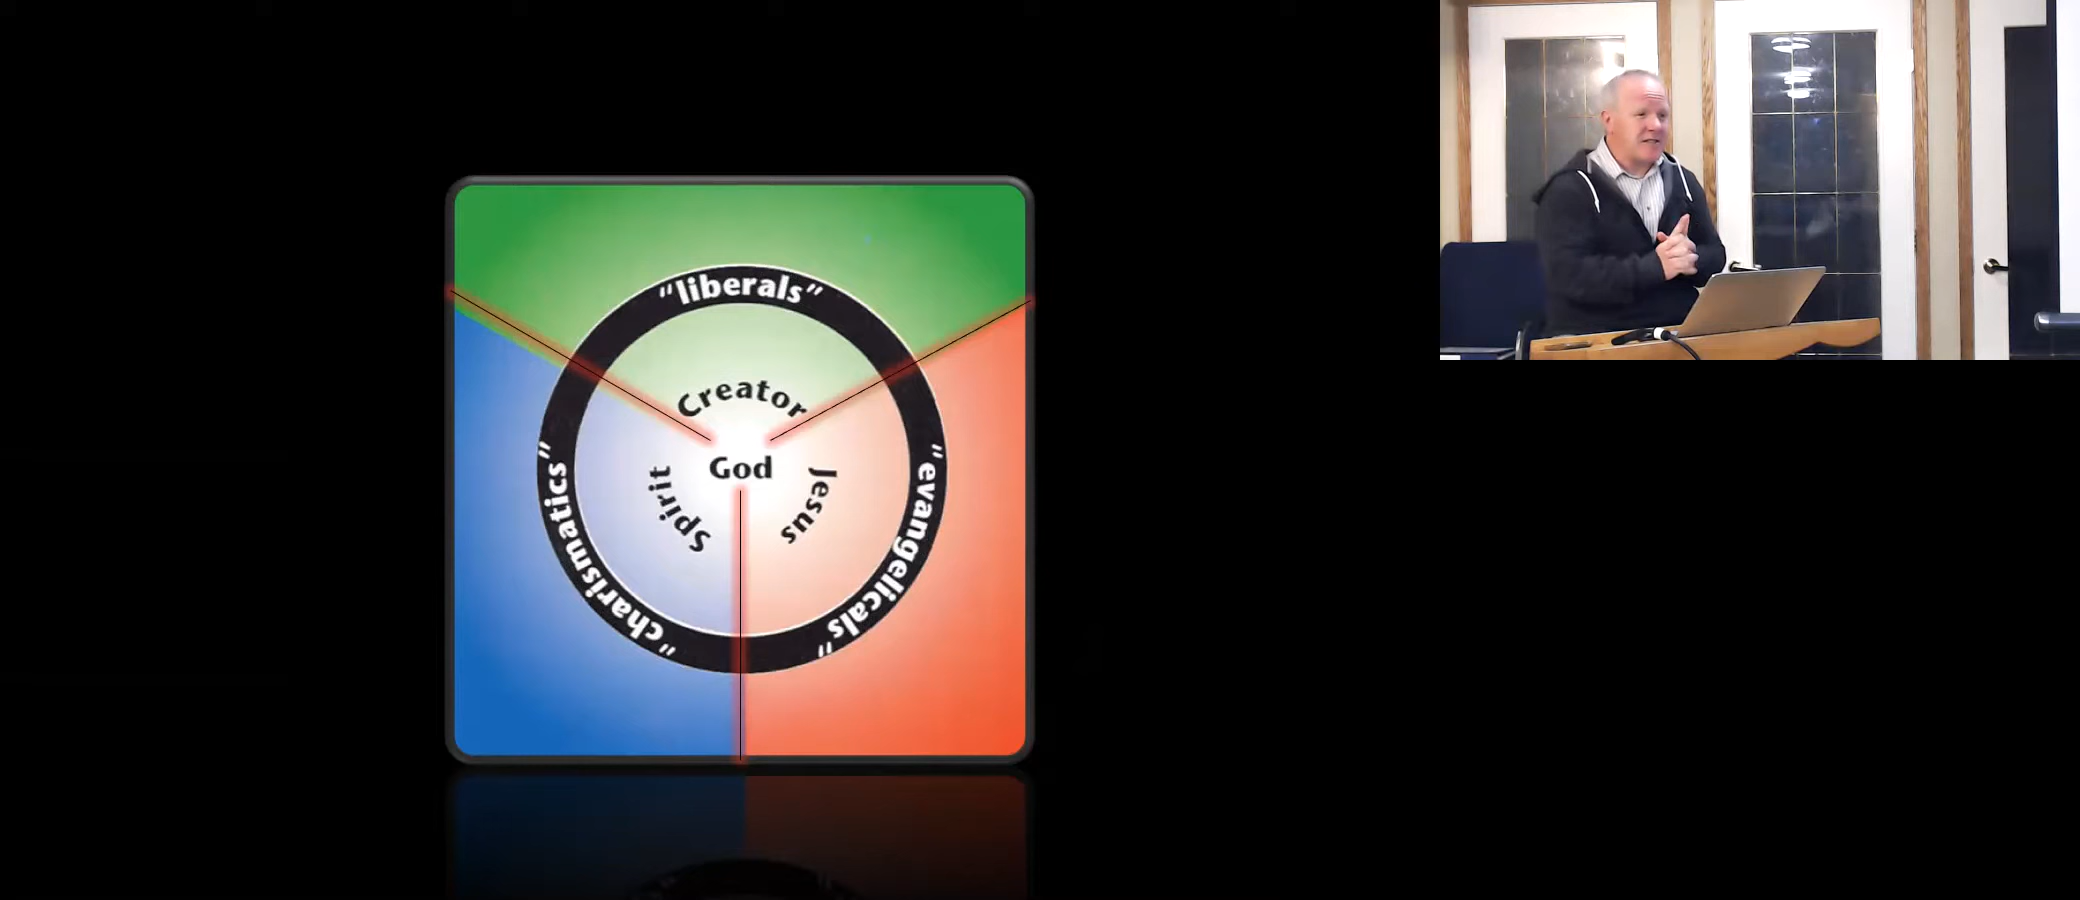 "liberals"
Creator
God
Spirit
Jesus
"charismatics"
"evangelicals"